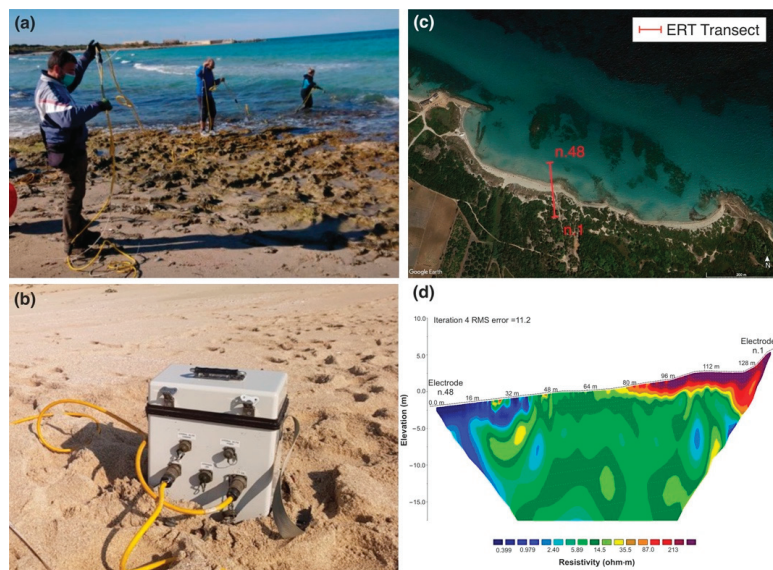 (a)
(b)
(c)
ERT Transect
n.48
n.1
Google Earth
200 m
N
(d)
Iteration 4 RMS error =11.2
Electrode
n.1
Electrode
n.48
10.0
5.0
0.0
-5.0
-10.0
-15.0
Elevation (m)
0.0 m
16 m
32 m
48 m
64 m
80 m
96 m
112 m
128 m
0.399 0.979 2.40 5.89 14.5 35.5 87.0 213
Resistivity (ohm·m)